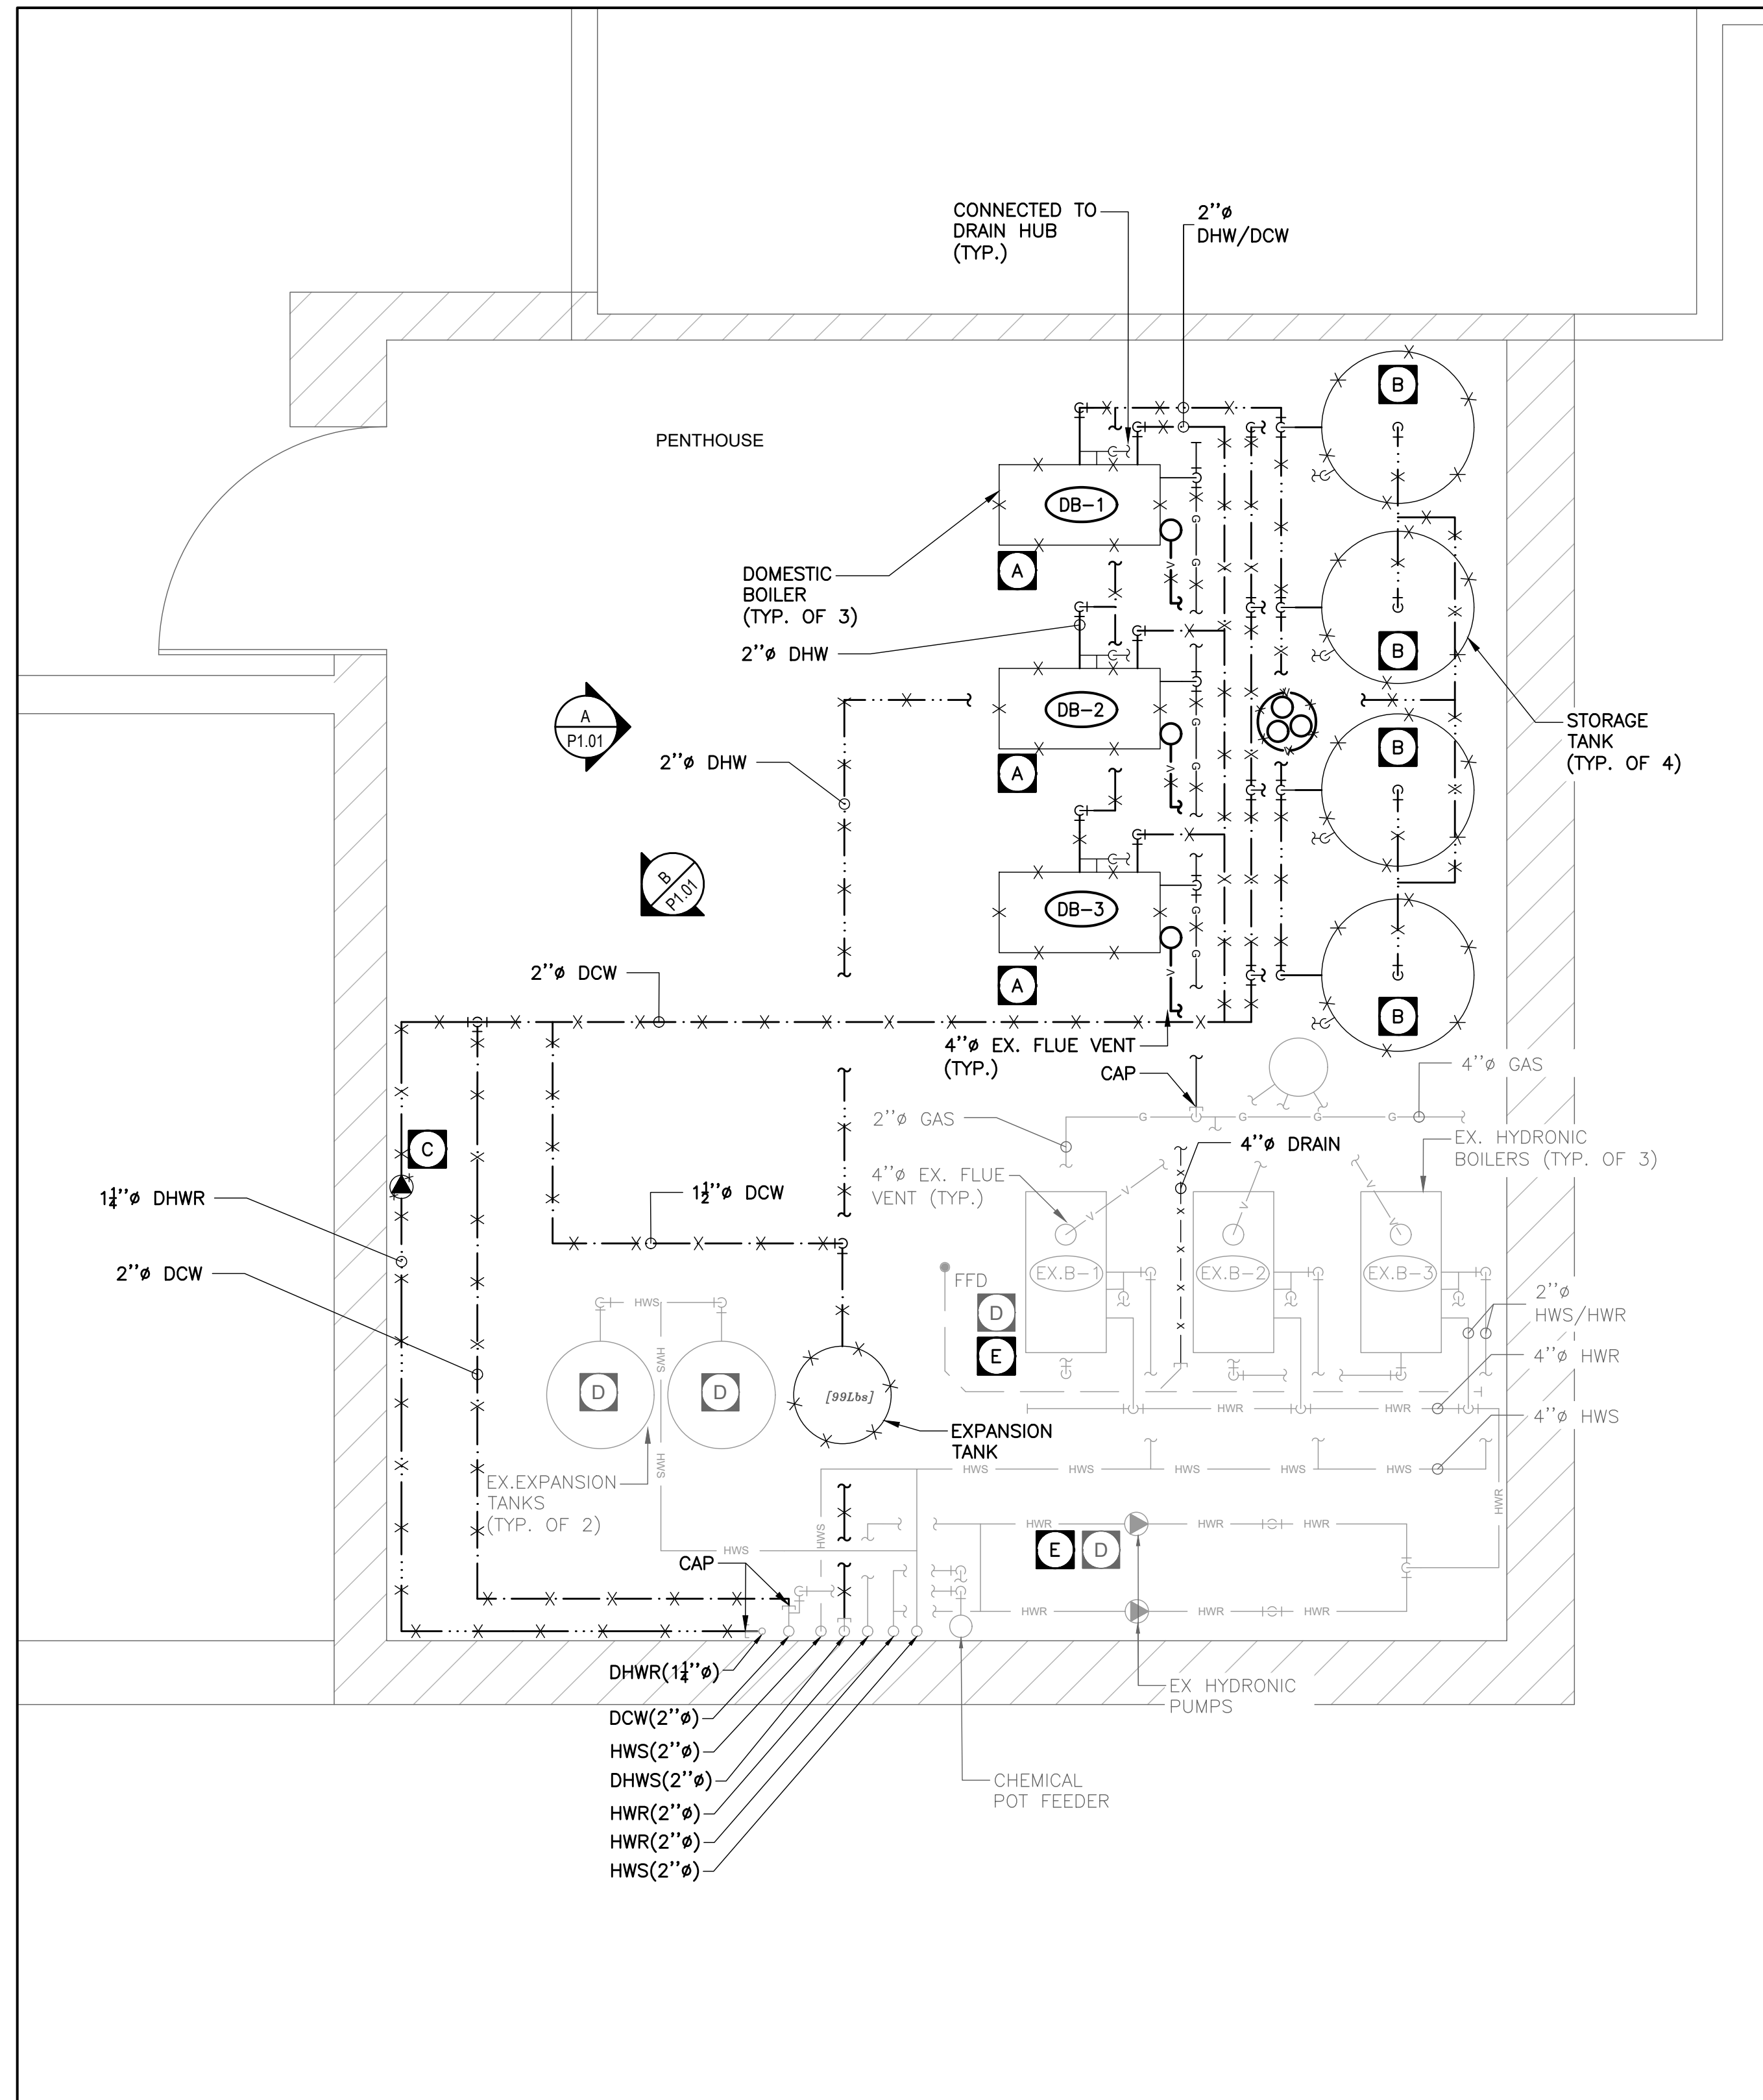 CONNECTED TO
DRAIN HUB
(TYP.)
2''ø
DHW/DCW
PENTHOUSE
B
DB-1
G
G
V
A
DOMESTIC
BOILER
(TYP. OF 3)
2''ø DHW
B
DB-2
G
G
V
V
V
A
A
P1.01
STORAGE
TANK
(TYP. OF 4)
B
2''ø DHW
A
B
P1.01
DB-3
G
G
V
A
2''ø DCW
B
4''ø EX. FLUE VENT
(TYP.)
CAP
4''ø GAS
2''ø GAS
G
G
G
G
C
4''ø DRAIN
EX. HYDRONIC
BOILERS (TYP. OF 3)
4''ø EX. FLUE
VENT (TYP.)
V
V
V
V
1¼''ø DHWR
1½''ø DCW
2''ø DCW
FFD
EX.B-1
EX.B-2
EX.B-3
D
E
2''ø
HWS/HWR
HWS
HWS
4''ø HWR
D
D
[99Lbs]
HWR
HWR
4''ø HWS
EXPANSION
TANK
HWS
HWS
HWS
HWS
HWS
EX.EXPANSION
TANKS
(TYP. OF 2)
HWR
HWS
HWR
HWR
HWR
HWS
E
D
CAP
HWR
HWR
HWR
DHWR(1¼''ø)
EX HYDRONIC
PUMPS
DCW(2''ø)
HWS(2''ø)
DHWS(2''ø)
CHEMICAL
POT FEEDER
HWR(2''ø)
HWR(2''ø)
HWS(2''ø)